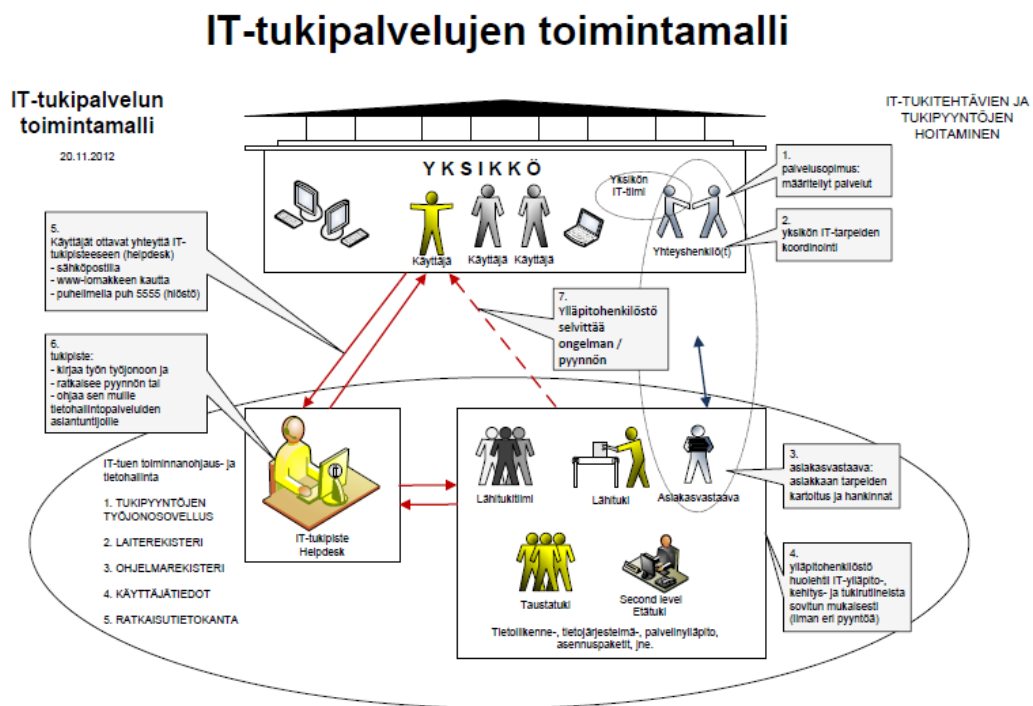 IT-tukipalvelujen toimintamalli
IT-tukipalvelun
toimintamalli
20.11.2012
IT-TUKITEHTÄVIEN JA
TUKIPYYNTÖJEN
HOITAMINEN
YKSIKKÖ
Yksikön
IT-tiimi
Käyttäjä
Käyttäjä
Käyttäjä
Yhteyshenkilö(t)
1.
palvelusopimus:
määritellyt palvelut
2.
yksikön IT-tarpeiden
koordinointi
5.
Käyttäjät ottavat yhteyttä IT-
tukipisteeseen (helpdesk)
- sähköpostilla
- www-lomakkeen kautta
- puhelimella puh 5555 (hlöstö)
7.
Ylläpitohenkilöstö
selvittää
ongelman /
pyynnön
6.
tukipiste:
- kirjaa työn työjonoon ja
- ratkaisee pyynnön tai
- ohjaa sen muille
tietohallintopalveluiden
asiantuntijoille
IT-tuen toiminnanohjaus- ja
tietohallinta
1. TUKIPYYNTÖJEN
TYÖJONOSOVELLUS
2. LAITEREKISTERI
3. OHJELMAREKISTERI
4. KÄYTTÄJÄTIEDOT
5. RATKAISUTIETOKANTA
IT-tukipiste
Helpdesk
Lähitukitiimi
Lähituki
Asiakasvastaava
Taustatuki
Second level
Etätuki
Tietoliikenne-, tietojärjestelmä-, palvelinylläpito,
asennuspaketit, jne.
3.
asiakasvastaava:
asiakkaan tarpeiden
kartoitus ja hankinnat
4.
ylläpitohenkilöstö
huolehtii IT-ylläpito-,
kehitys- ja tukirutiineista
sovitun mukaisesti
(ilman eri pyyntöä)